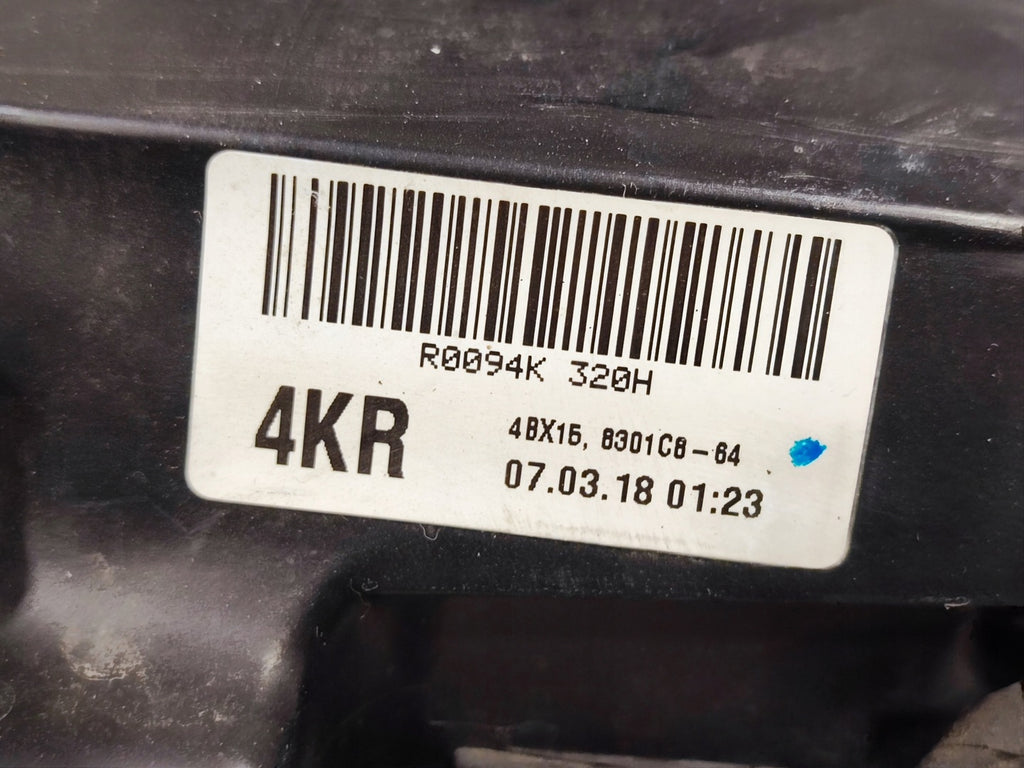 R0094K 320H
4KR
4BX15, 8301C8-64
07.03.18 01:23